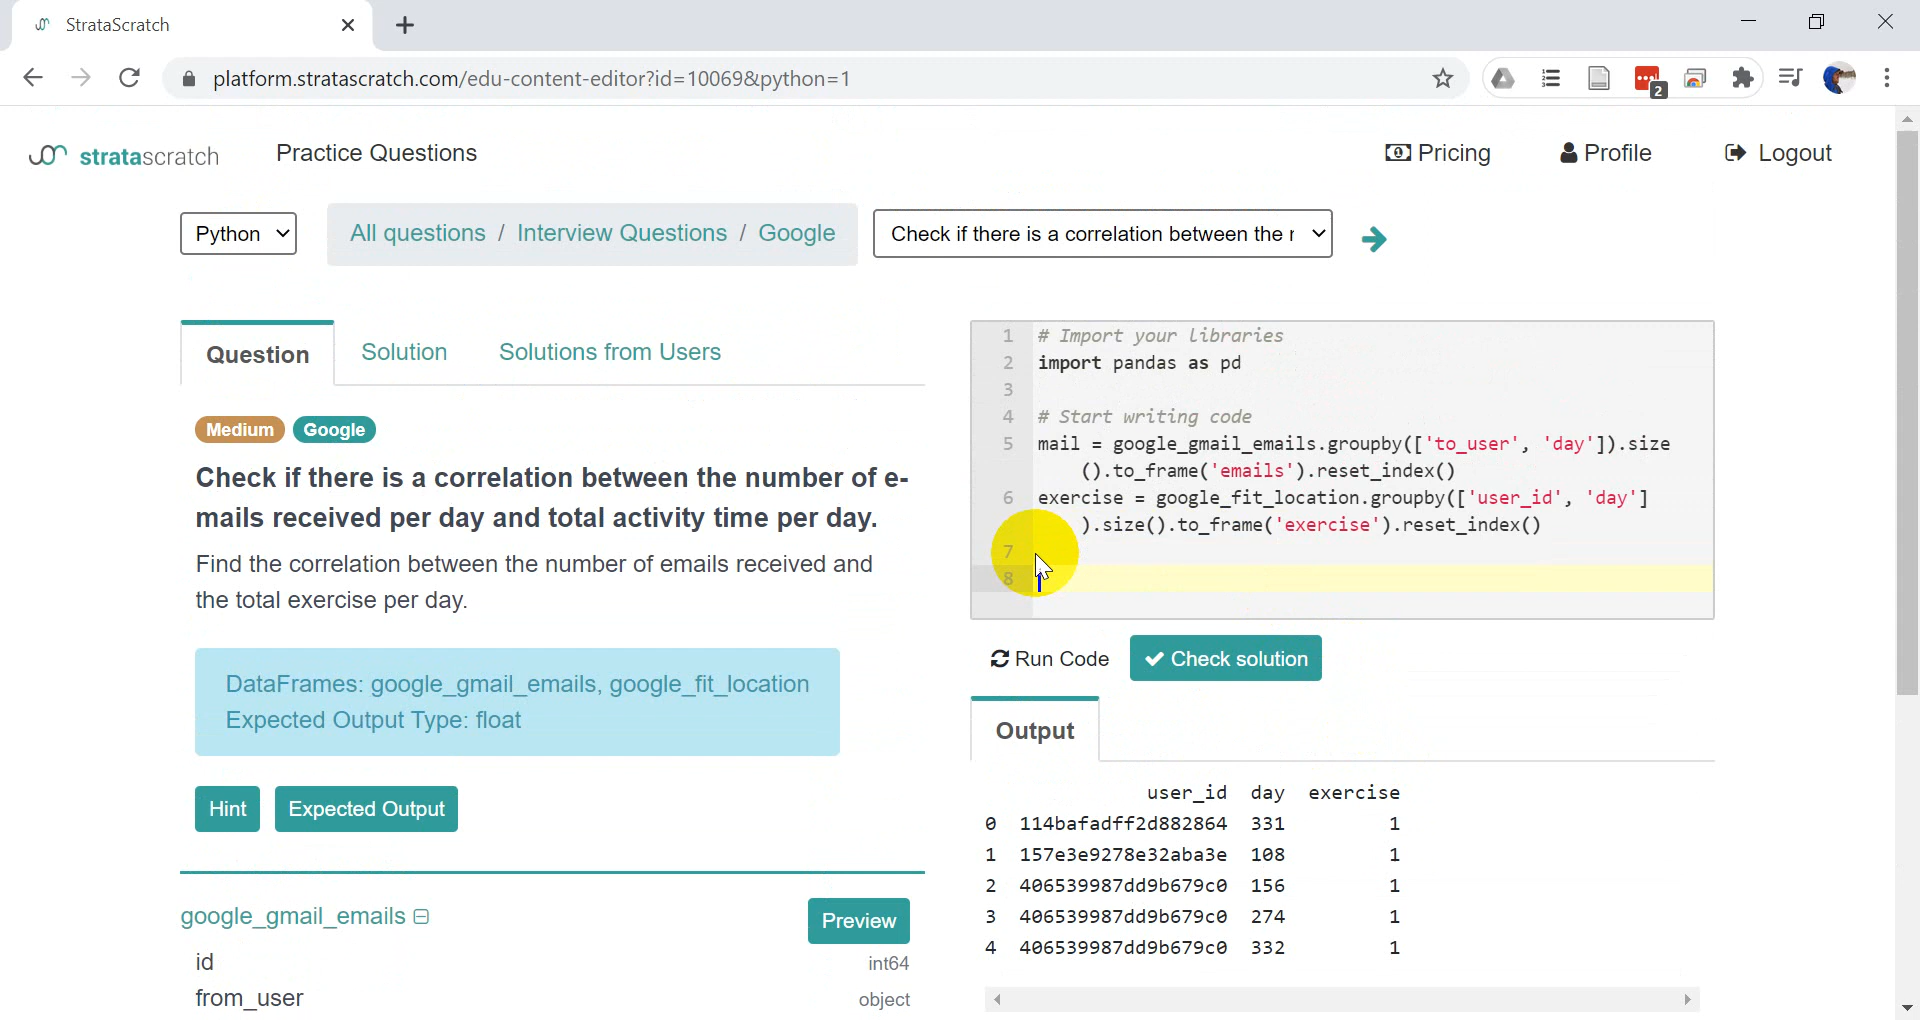 StrataScratch
platform.stratascratch.com/edu-content-editor?id=10069&python=1
2
stratascratch
Practice Questions
Pricing
Profile
Logout
Python
All questions / Interview Questions / Google
Check if there is a correlation between the r
Question
Solution
Solutions from Users
Medium
Google
Check if there is a correlation between the number of e-
mails received per day and total activity time per day.
Find the correlation between the number of emails received and
the total exercise per day.
DataFrames: google_gmail_emails, google_fit_location
Expected Output Type: float
Hint
Expected Output
google_gmail_emails
Preview
id int64
from_user object
1 # Import your libraries
2 import pandas as pd
3
4 # Start writing code
5 mail = google_gmail_emails.groupby(['to_user', 'day']).size
().to_frame('emails').reset_index()
6 exercise = google_fit_location.groupby(['user_id', 'day']
).size().to_frame('exercise').reset_index()
7
8
Run Code
Check solution
Output
user_id day exercise
0 114bafadff2d882864 331 1
1 157e3e9278e32aba3e 108 1
2 406539987dd9b679c0 156 1
3 406539987dd9b679c0 274 1
4 406539987dd9b679c0 332 1